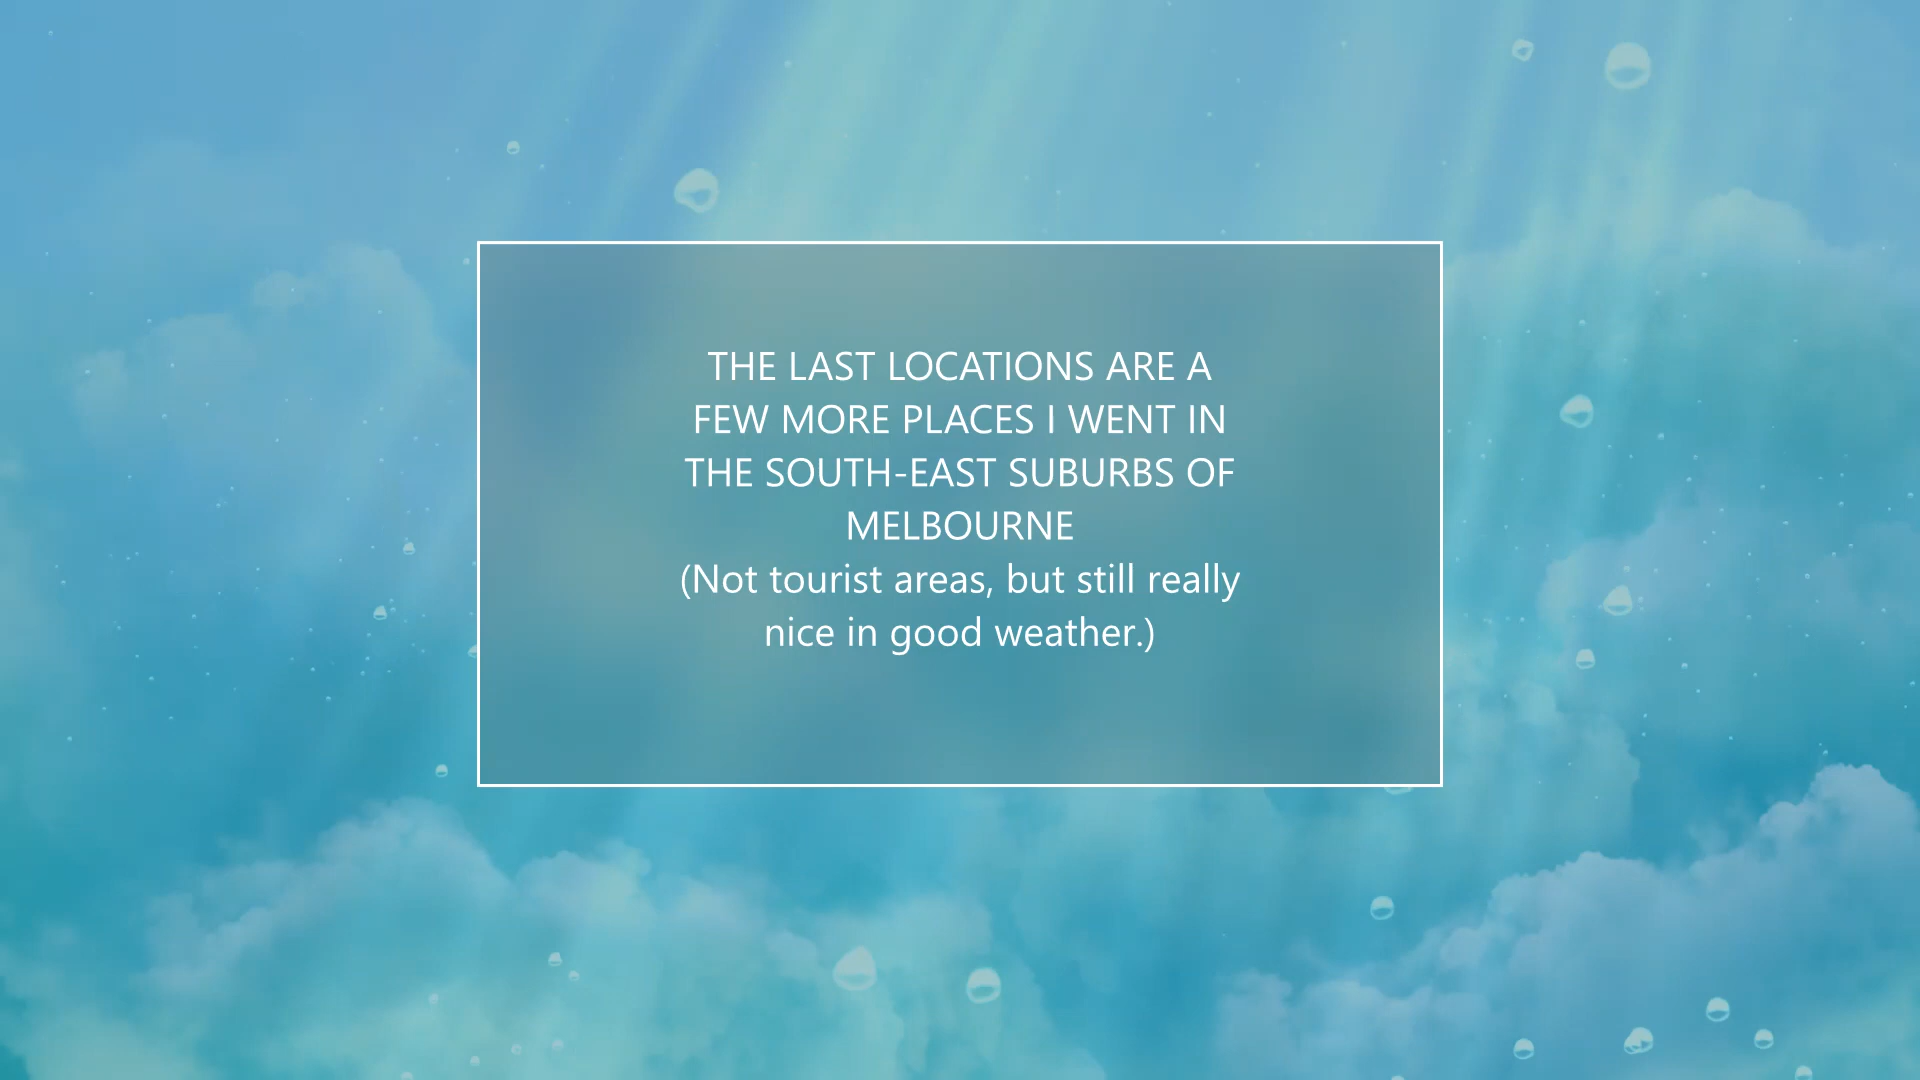 THE LAST LOCATIONS ARE A
FEW MORE PLACES I WENT IN
THE SOUTH-EAST SUBURBS OF
MELBOURNE
(Not tourist areas, but still really
nice in good weather.)